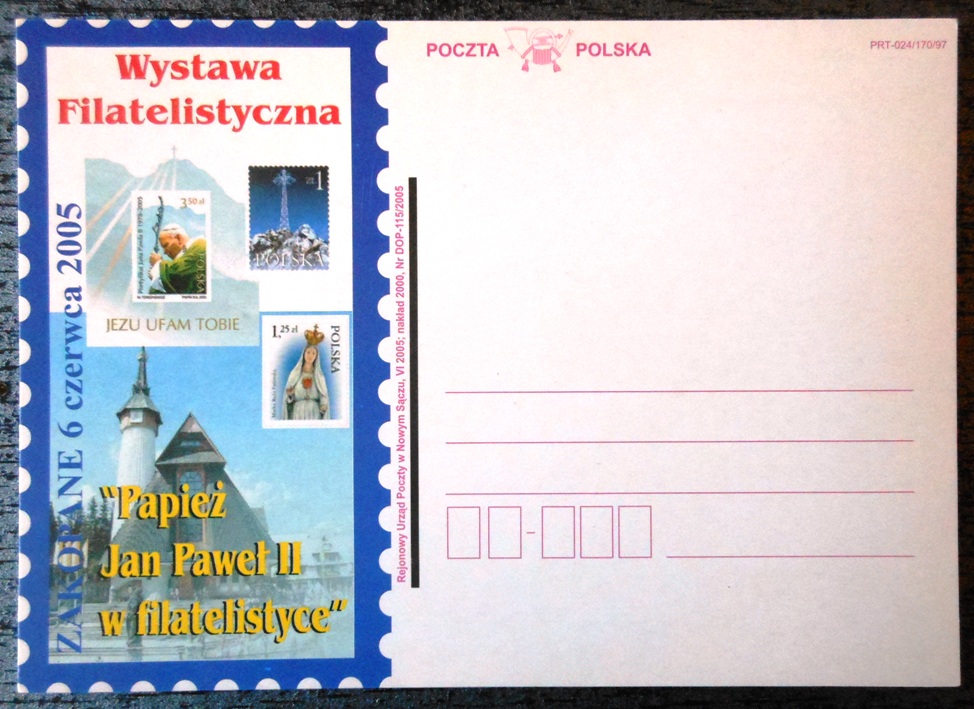 Wystawa
Filatelistyczna
ZAKOPANE 6 czerwca 2005
3 50 zł
zł 1
POLSKA
JEZU UFAM TOBIE
1,25 zł
POLSKA
"Papież
Jan Paweł II
w filatelistyce"
POCZTA POLSKA
PRT-024/170/97
Rejonowy Urząd Poczty w Nowym Sączu, VI 2005; nakład 2000, Nr DOP-115/2005